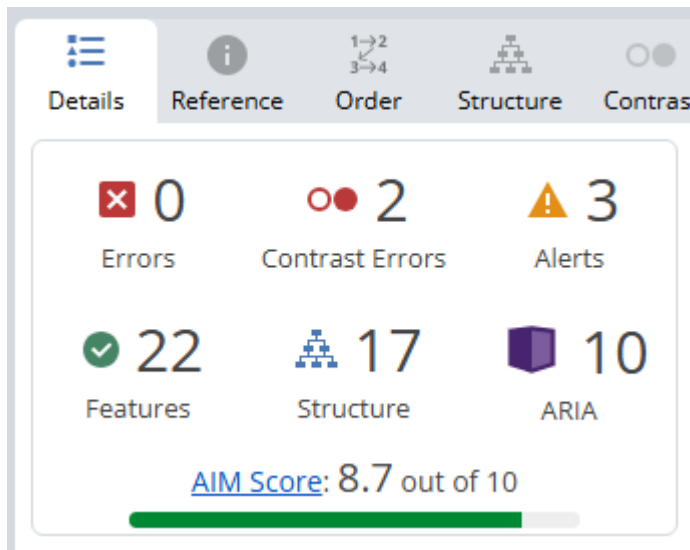 1→2
3→4
Details Reference Order Structure Contras
0 2 3
Errors Contrast Errors Alerts
22 17 10
Features Structure ARIA
AIM Score: 8.7 out of 10